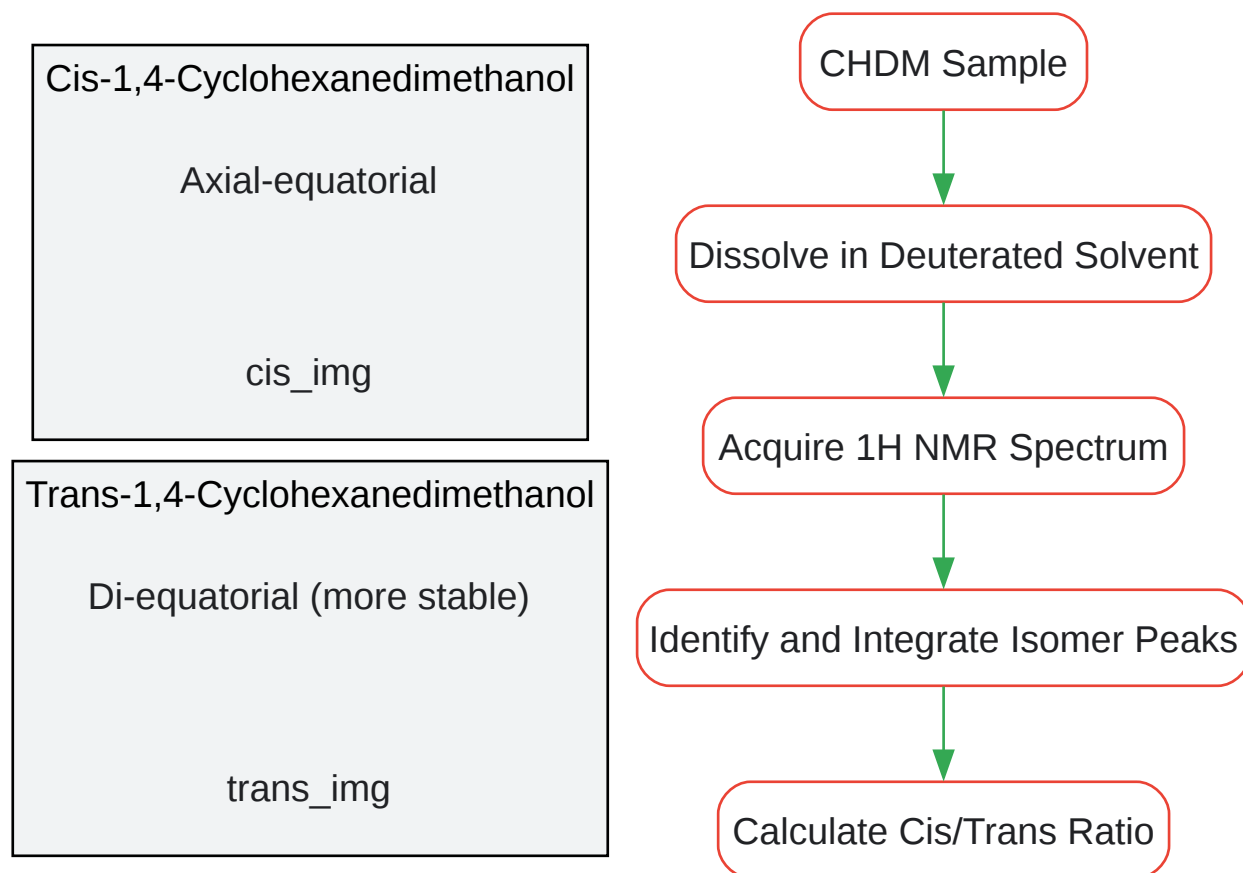 Cis-1,4-Cyclohexanedimethanol
Axial-equatorial
cis_img
Trans-1,4-Cyclohexanedimethanol
Di-equatorial (more stable)
trans_img
CHDM Sample
Dissolve in Deuterated Solvent
Acquire 1H NMR Spectrum
Identify and Integrate Isomer Peaks
Calculate Cis/Trans Ratio